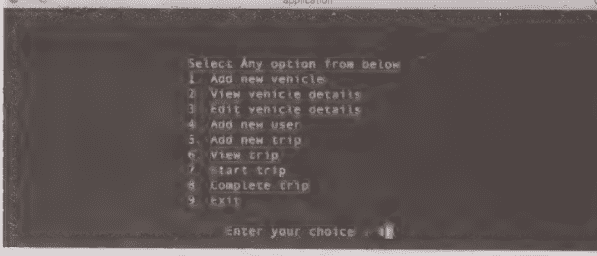 application
Select Any option from below
1. Add new vehicle
2. View vehicle details
3. Edit vehicle details
4. Add new user
5. Add new trip
6. View trip
7. Start trip
8. Complete trip
9. Exit
Enter your choice :